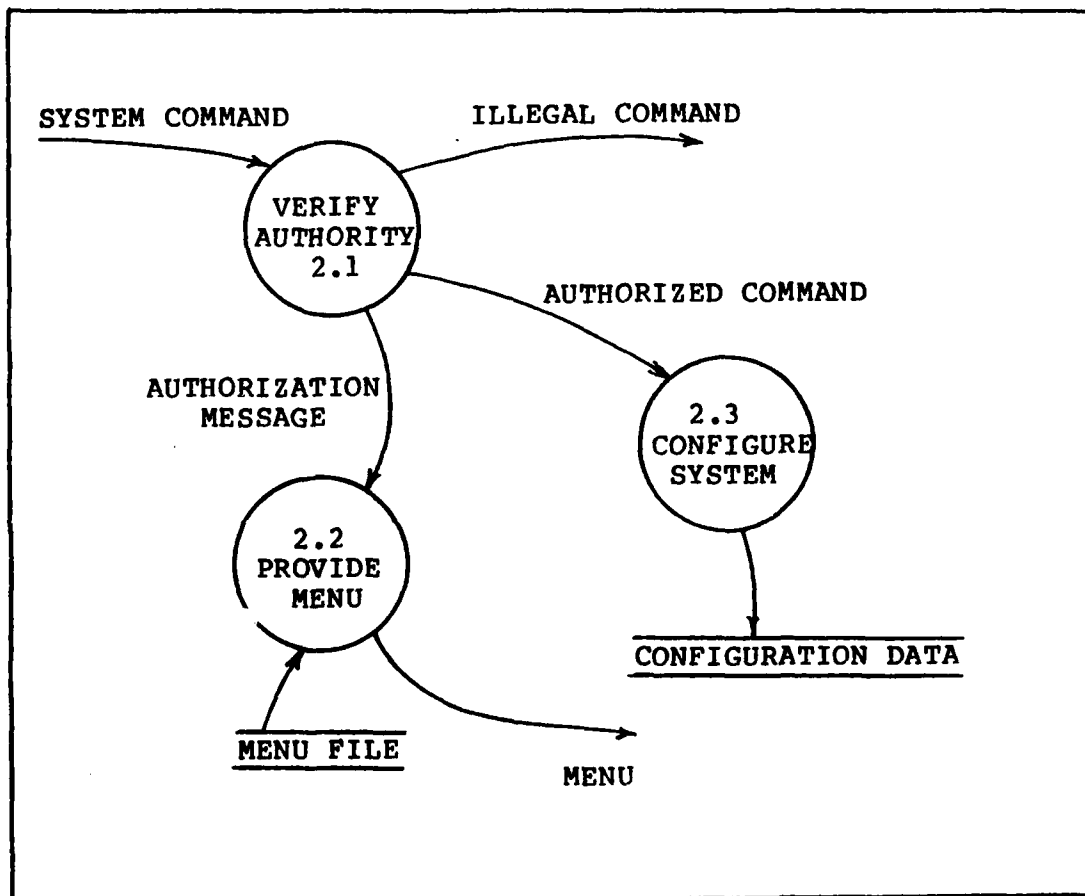 SYSTEM COMMAND
ILLEGAL COMMAND
VERIFY
AUTHORITY
2.1
AUTHORIZED COMMAND
AUTHORIZATION
MESSAGE
2.3
CONFIGURE
SYSTEM
2.2
PROVIDE
MENU
CONFIGURATION DATA
MENU FILE
MENU